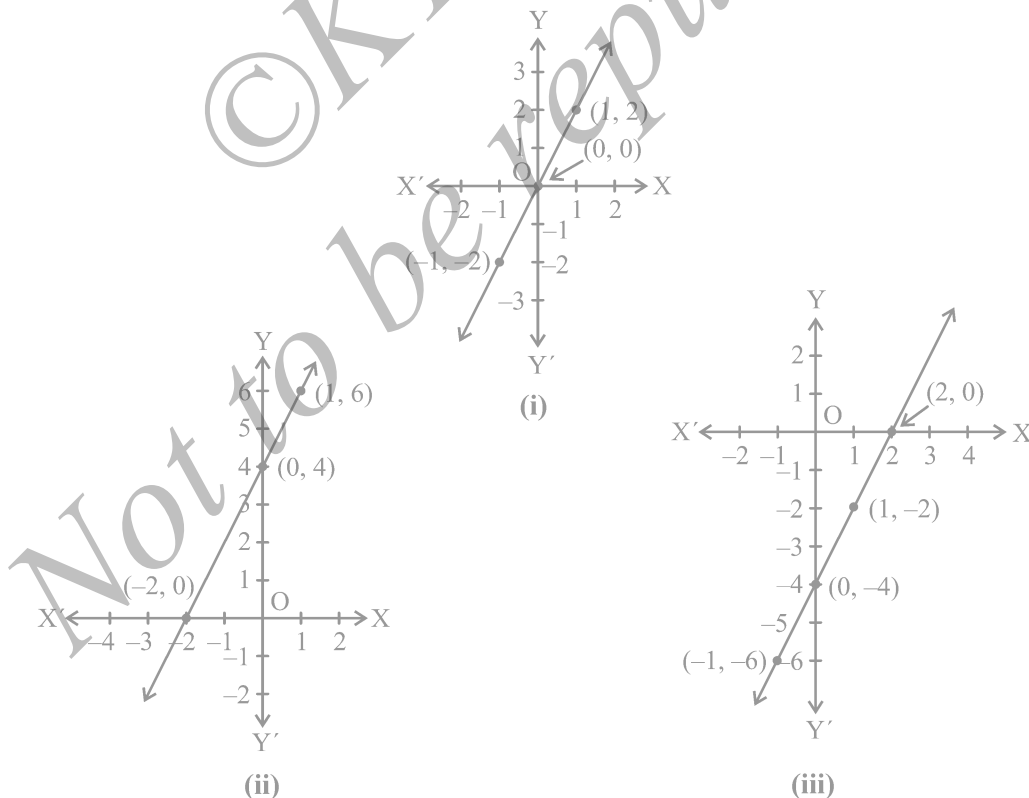 ©K
Not to be rep
Y
3
2
(1, 2)
1
(0, 0)
O
X′
X
–2 –1
1 2
–1
(–1, –2)
–2
–3
Y′
(i)
Y
6
(1, 6)
5
4
(0, 4)
3
2
(–2, 0)
1
O
X′
X
–4 –3 –2 –1
1 2
–1
–2
Y′
(ii)
Y
2
1
(2, 0)
O
X′
X
–2 –1
1 2 3 4
–1
–2
(1, –2)
–3
–4
(0, –4)
–5
(–1, –6)
–6
Y′
(iii)